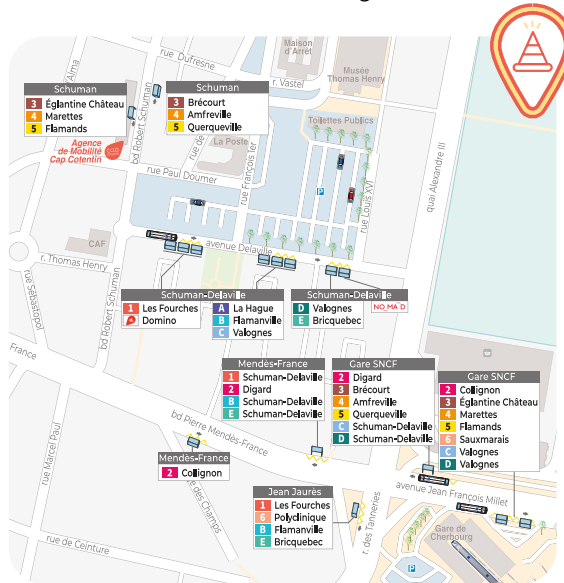 Maison
d'Arrêt
Musée
Thomas Henry
rue Dufresne
r. Vastel
Alma
bd Robert Schuman
Schuman
3 Églantine Château
4 Marettes
5 Flamands
Schuman
3 Brécourt
4 Amfreville
5 Querqueville
Toilettes Publics
Agence
de Mobilité
Cap Cotentin
rue de
La Poste
rue François Ier
rue Paul Doumer
P
rue Louis XVI
quai Alexandre III
CAF
avenue Delaville
r. Thomas Henry
rue Sébastopol
bd Robert Schuman
Schuman-Delaville
1 Les Fourches
Domino
A La Hague
B Flamanville
C Valognes
Schuman-Delaville
D Valognes
E Bricquebec
NOMAD
France
Mendès-France
1 Schuman-Delaville
2 Digard
B Schuman-Delaville
E Schuman-Delaville
Gare SNCF
2 Digard
3 Brécourt
4 Amfreville
5 Querqueville
C Schuman-Delaville
D Schuman-Delaville
Gare SNCF
2 Collignon
3 Églantine Château
4 Marettes
5 Flamands
6 Sauxmarais
C Valognes
D Valognes
bd Pierre Mendès-France
rue Marcel Paul
Mendès-France
2 Collignon
rue des Champs
Jean Jaurès
1 Les Fourches
6 Polyclinique
B Flamanville
E Bricquebec
avenue Jean François Millet
r. des Tanneries
Gare de
Cherbourg
rue de Ceinture
P